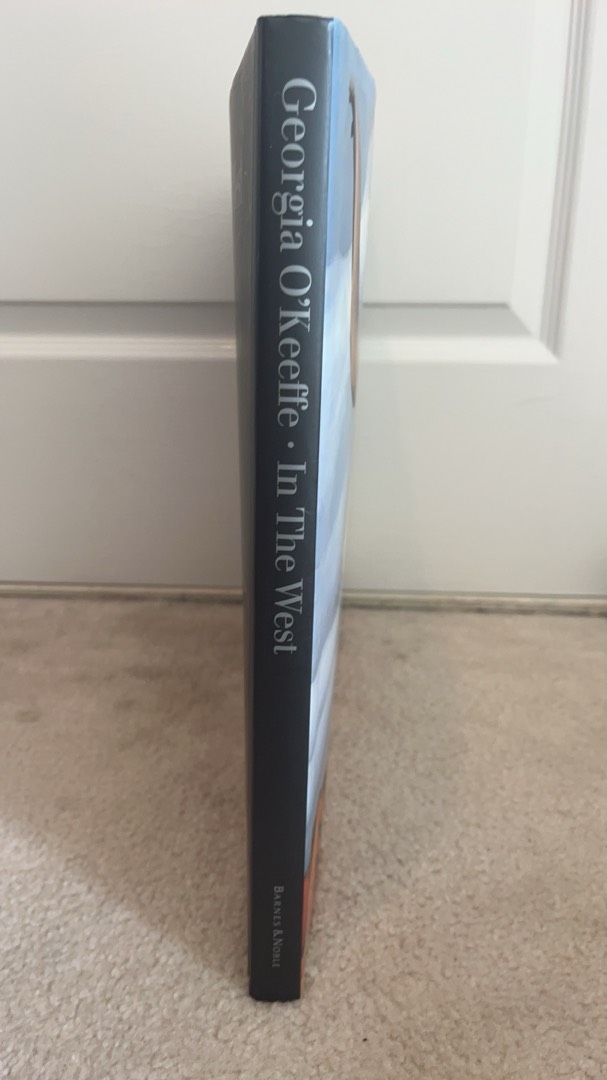 Georgia O'Keeffe · In The West
BARNES & NOBLE